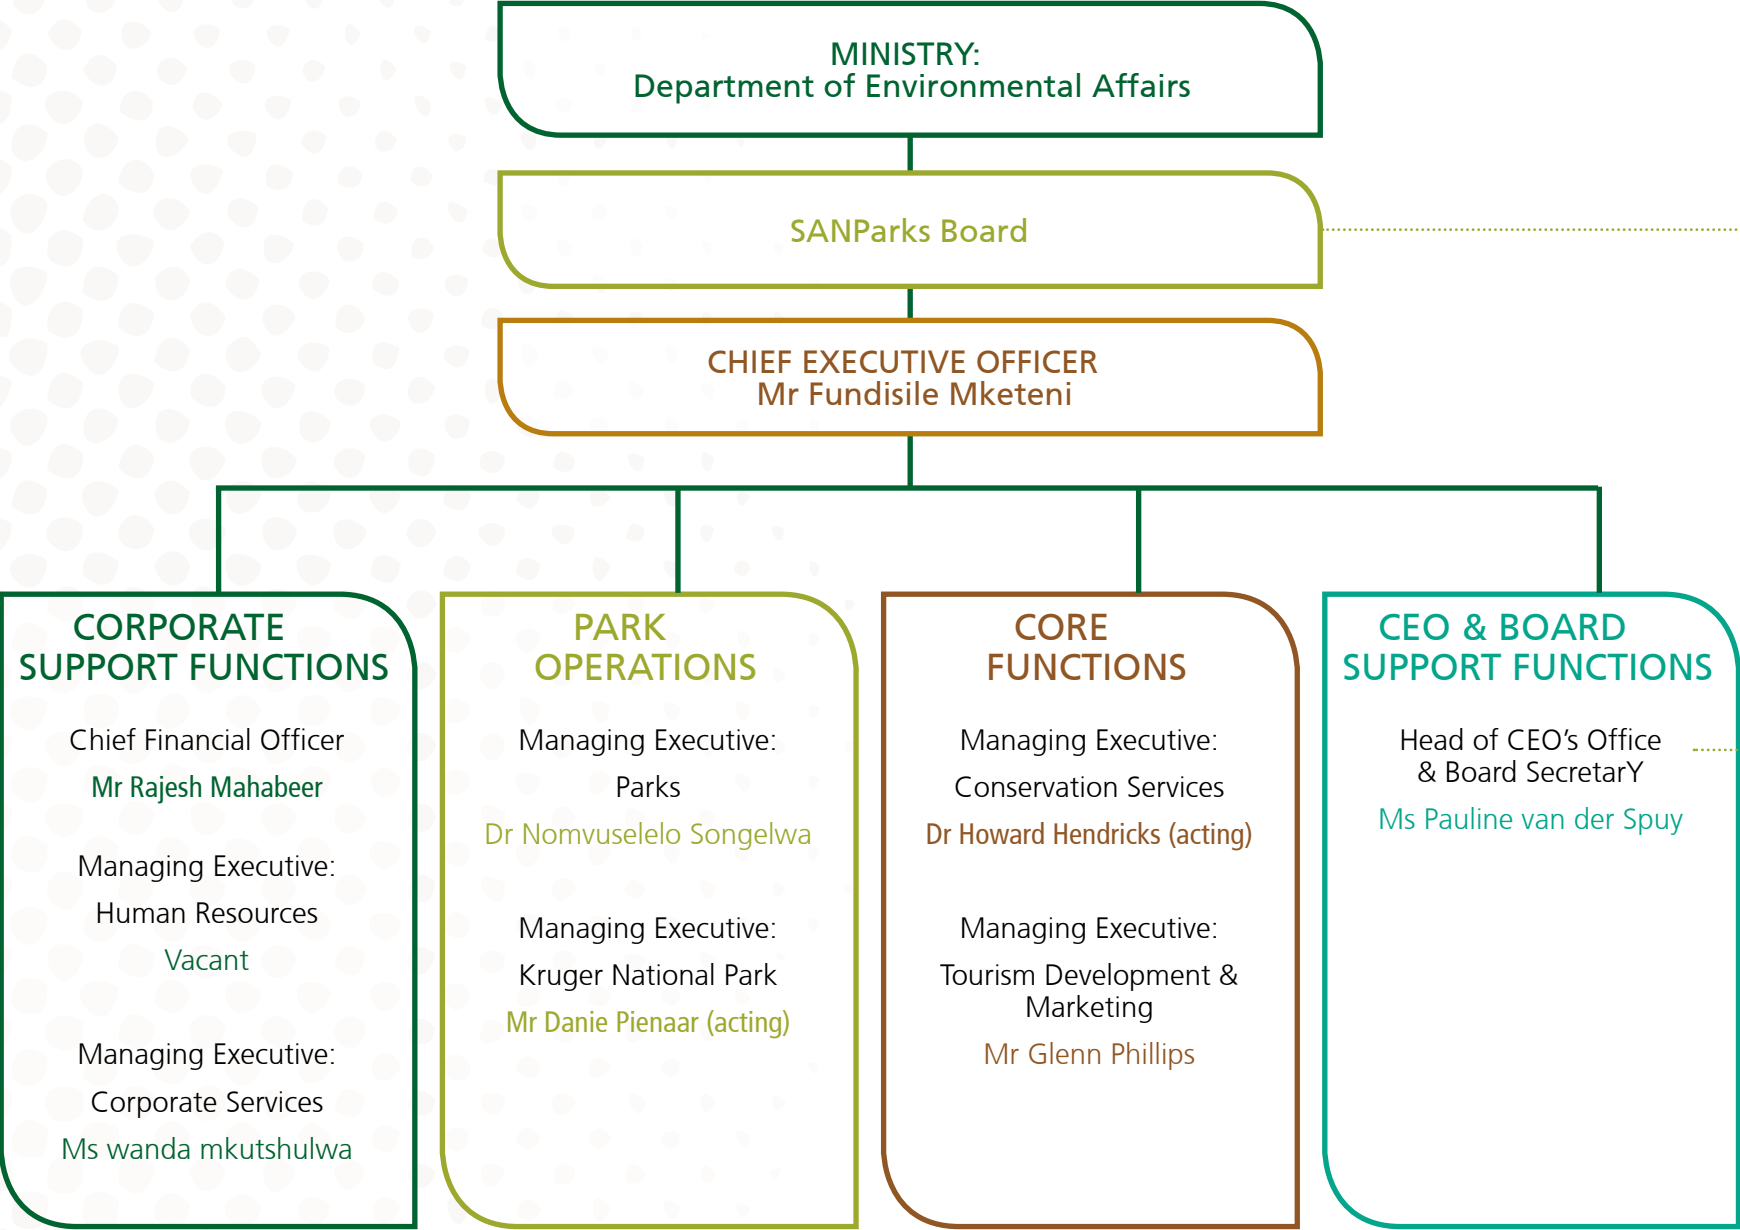 MINISTRY:
Department of Environmental Affairs
SANParks Board
CHIEF EXECUTIVE OFFICER
Mr Fundisile Mketeni
CORPORATE
SUPPORT FUNCTIONS
Chief Financial Officer
Mr Rajesh Mahabeer
Managing Executive:
Human Resources
Vacant
Managing Executive:
Corporate Services
Ms wanda mkutshulwa
PARK
OPERATIONS
Managing Executive:
Parks
Dr Nomvuselelo Songelwa
Managing Executive:
Kruger National Park
Mr Danie Pienaar (acting)
CORE
FUNCTIONS
Managing Executive:
Conservation Services
Dr Howard Hendricks (acting)
Managing Executive:
Tourism Development &
Marketing
Mr Glenn Phillips
CEO & BOARD
SUPPORT FUNCTIONS
Head of CEO’s Office
& Board SecretarY
Ms Pauline van der Spuy